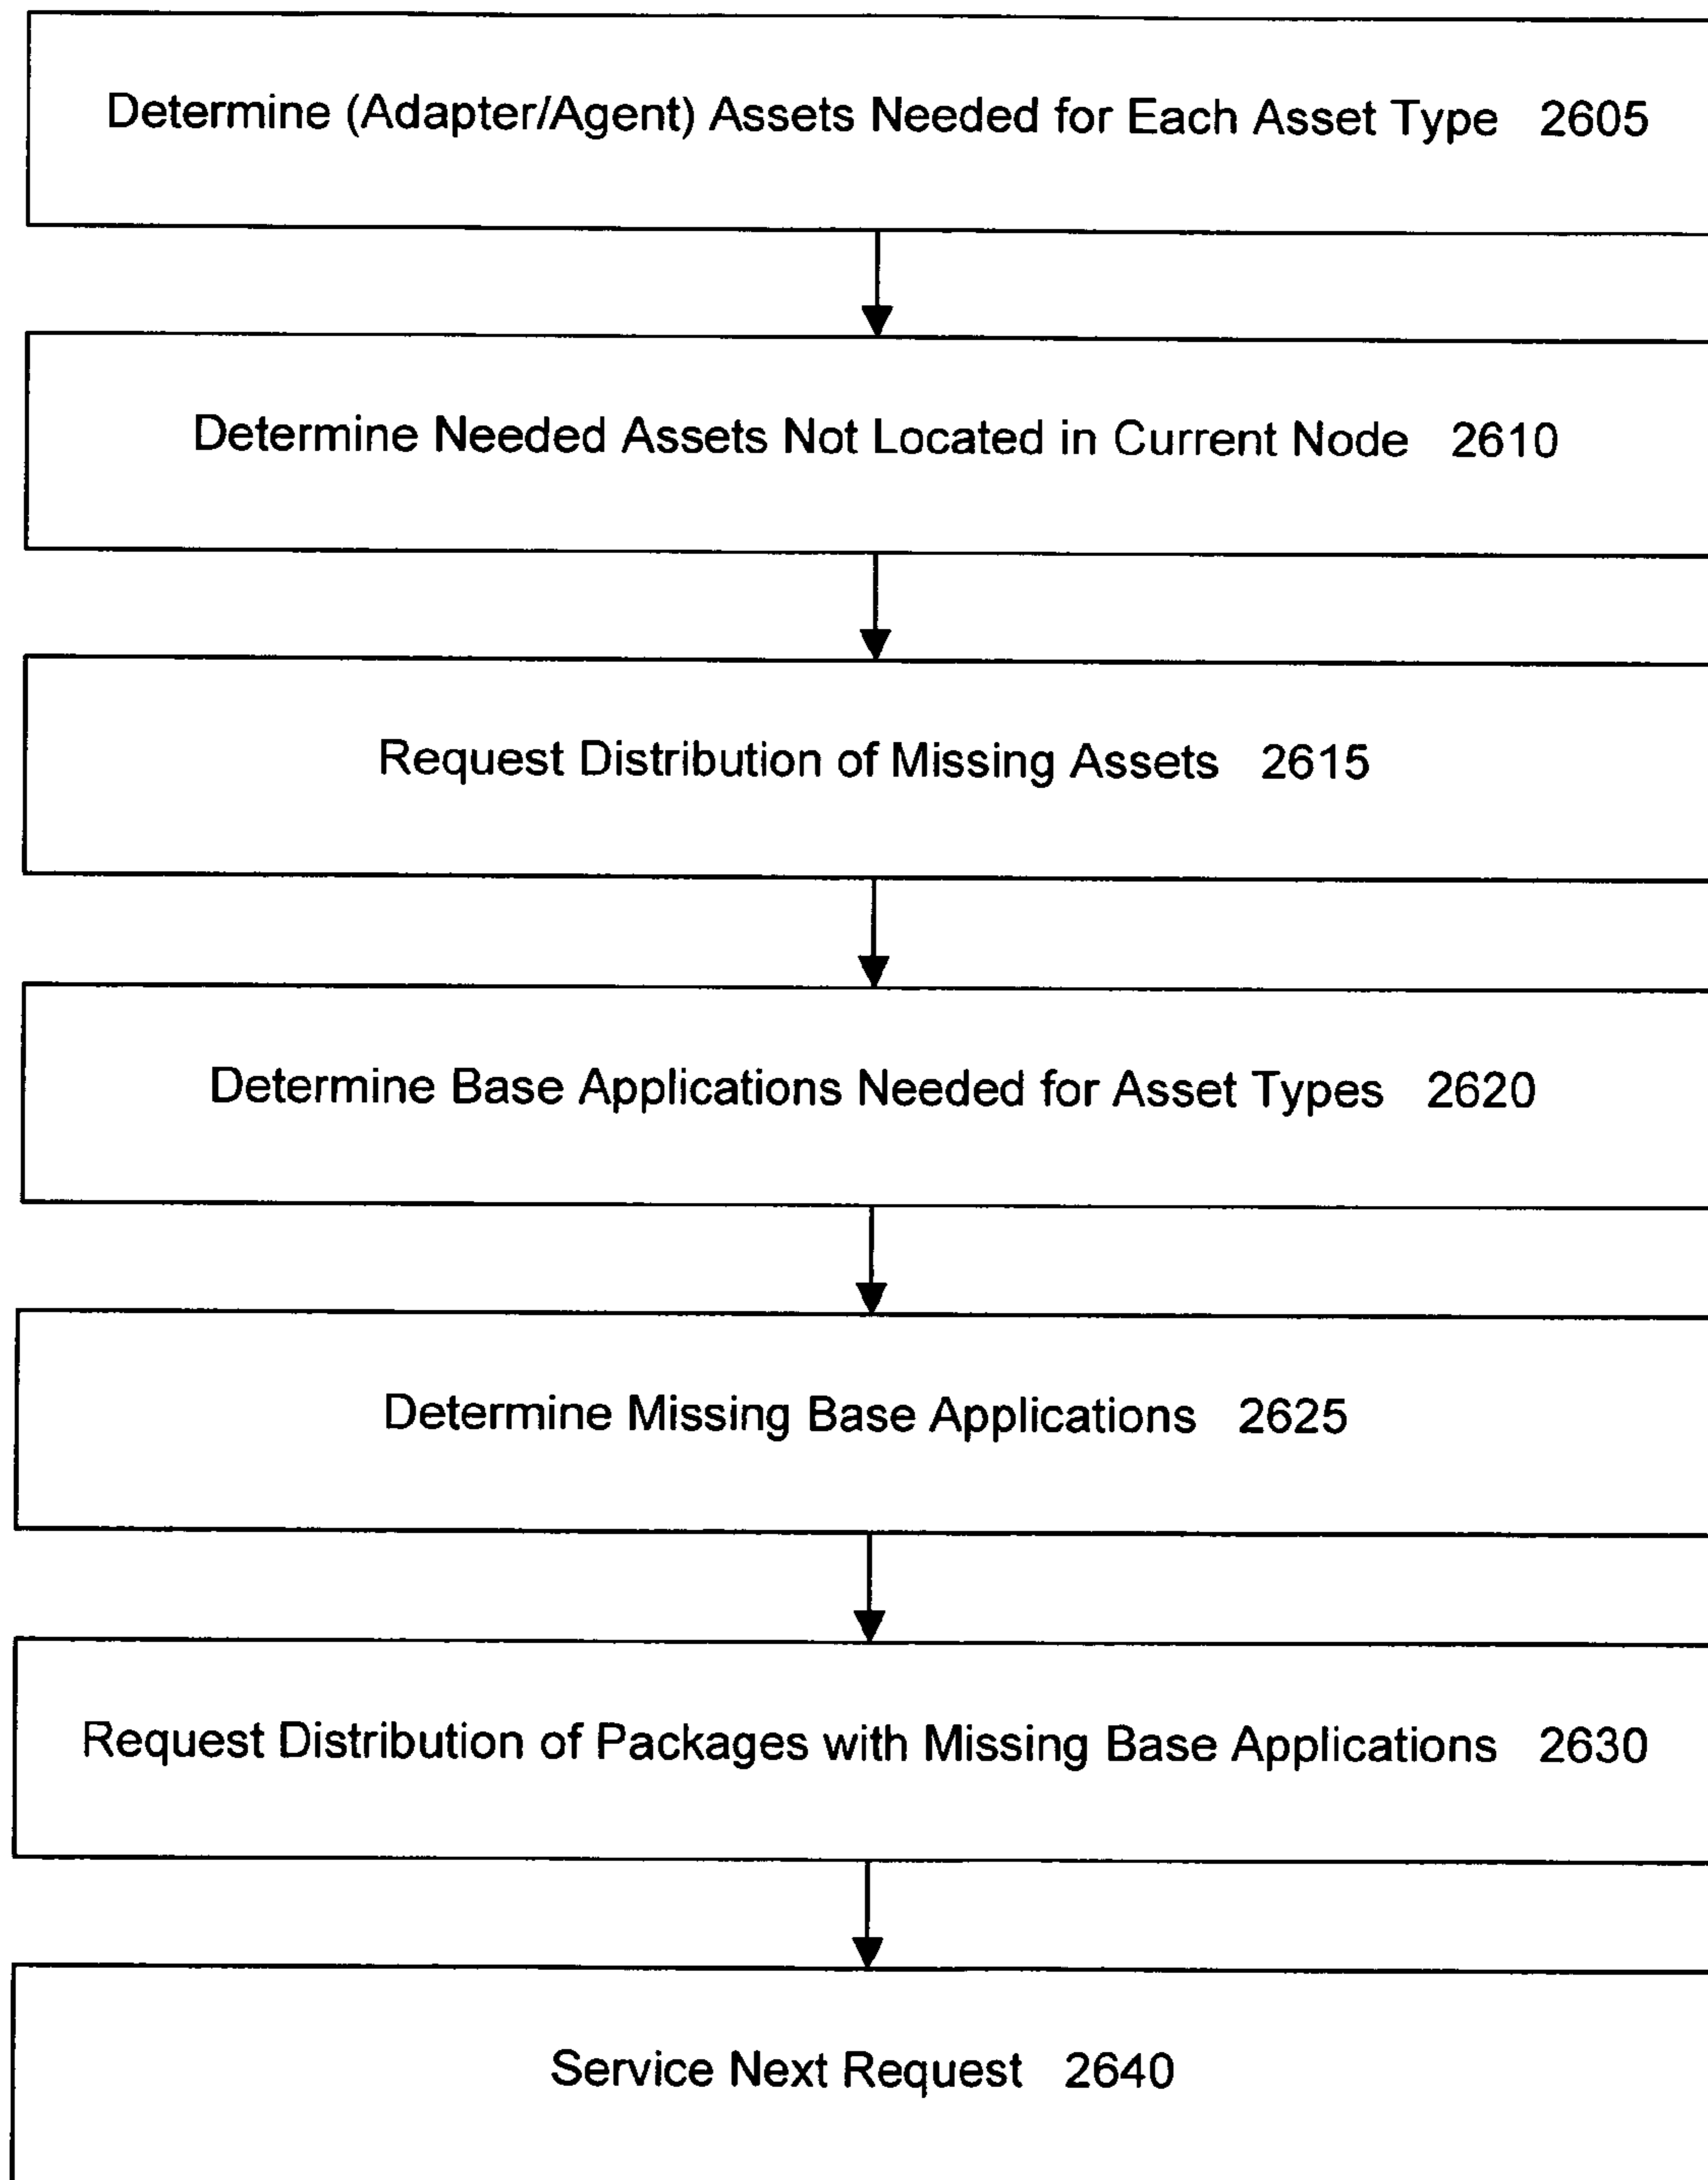 Determine (Adapter/Agent) Assets Needed for Each Asset Type 2605
Determine Needed Assets Not Located in Current Node 2610
Request Distribution of Missing Assets 2615
Determine Base Applications Needed for Asset Types 2620
Determine Missing Base Applications 2625
Request Distribution of Packages with Missing Base Applications 2630
Service Next Request 2640